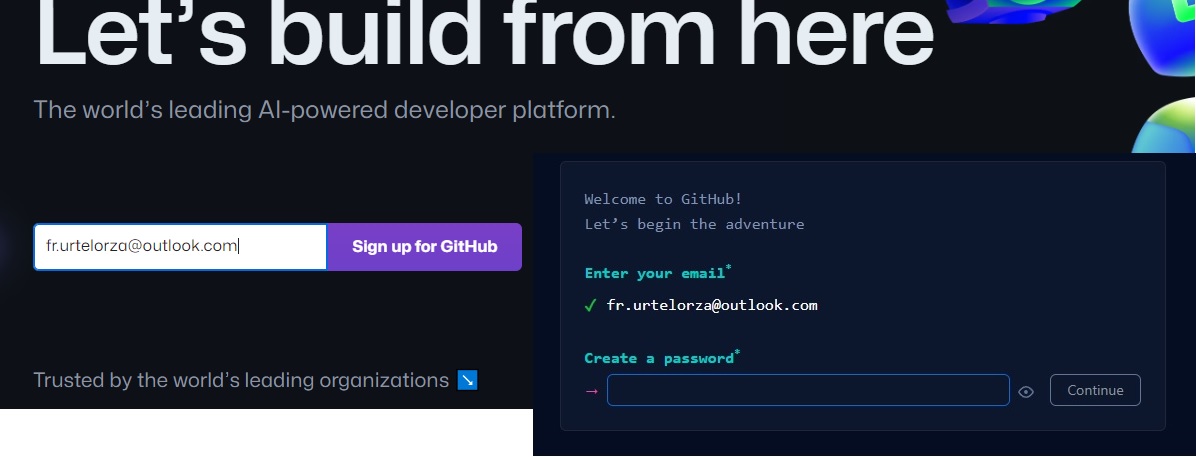 Let’s build from here
The world’s leading AI-powered developer platform.
fr.urtelorza@outlook.com
Sign up for GitHub
Trusted by the world’s leading organizations ↘
Welcome to GitHub!
Let’s begin the adventure
Enter your email*
✓ fr.urtelorza@outlook.com
Create a password*
→
Continue